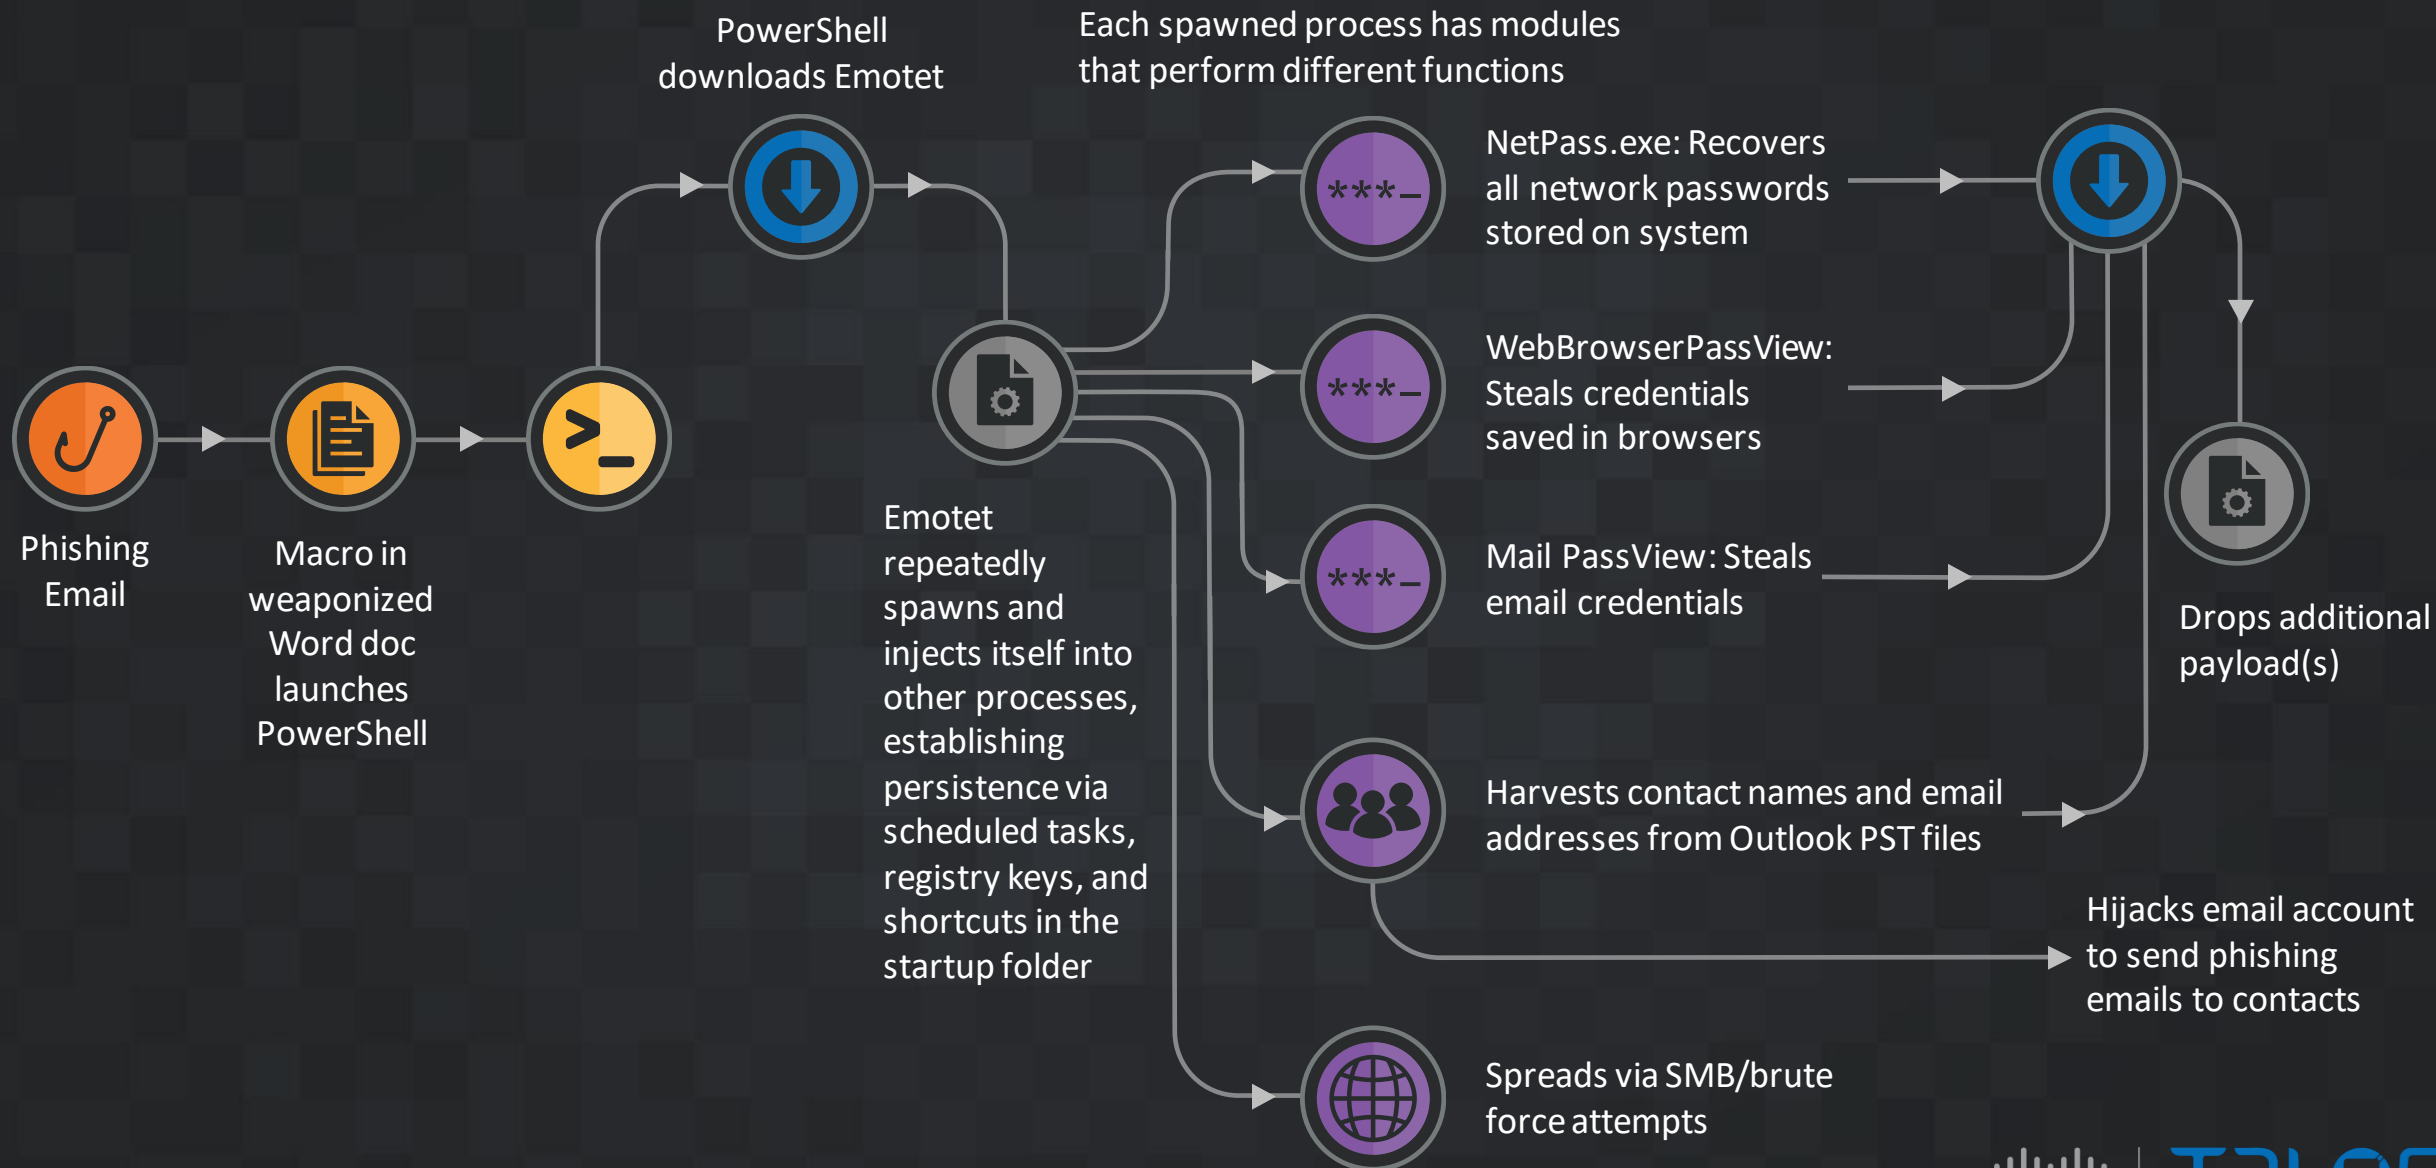 PowerShell
downloads Emotet
Each spawned process has modules
that perform different functions
Phishing
Email
Macro in
weaponized
Word doc
launches
PowerShell
>_
Emotet
repeatedly
spawns and
injects itself into
other processes,
establishing
persistence via
scheduled tasks,
registry keys, and
shortcuts in the
startup folder
***_
NetPass.exe: Recovers
all network passwords
stored on system
***_
WebBrowserPassView:
Steals credentials
saved in browsers
***_
Mail PassView: Steals
email credentials
Harvests contact names and email
addresses from Outlook PST files
Spreads via SMB/brute
force attempts
Drops additional
payload(s)
Hijacks email account
to send phishing
emails to contacts